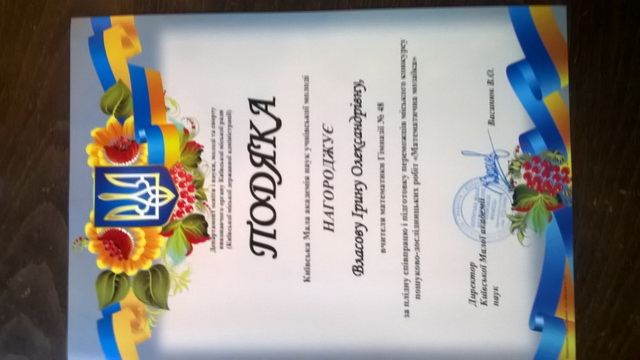 Департамент освіти і науки, молоді та спорту
виконавчого органу Київської міської ради
(Київської міської державної адміністрації)
ПОДЯКА
Київська Мала академія наук учнівської молоді
НАГОРОДЖУЄ
Власову Ірину Олександрівну,
вчителя математики Гімназії № 48
за плідну співпрацю і підготовку переможців міського конкурсу
пошуково-дослідницьких робіт «Математична мозаїка»
Директор
Київської Малої академії
наук
В.О.